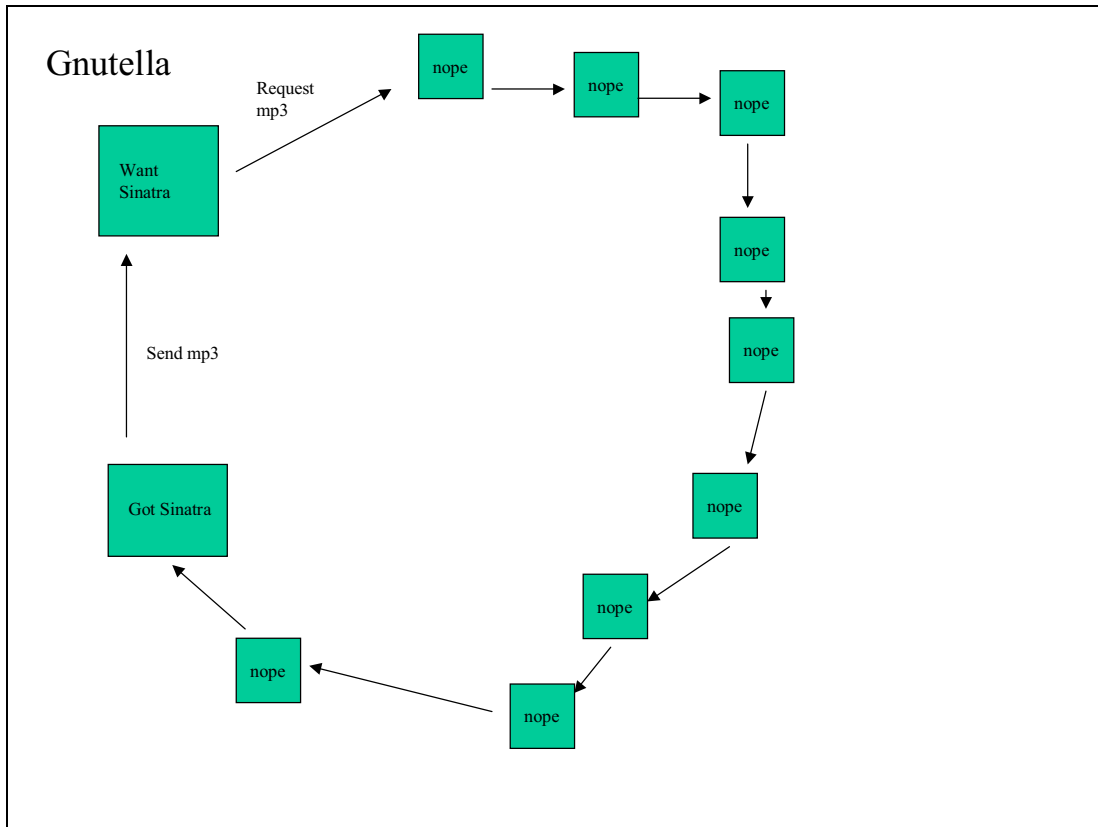 Gnutella
Request
mp3
nope
nope
nope
Want
Sinatra
nope
nope
Send mp3
Got Sinatra
nope
nope
nope
nope